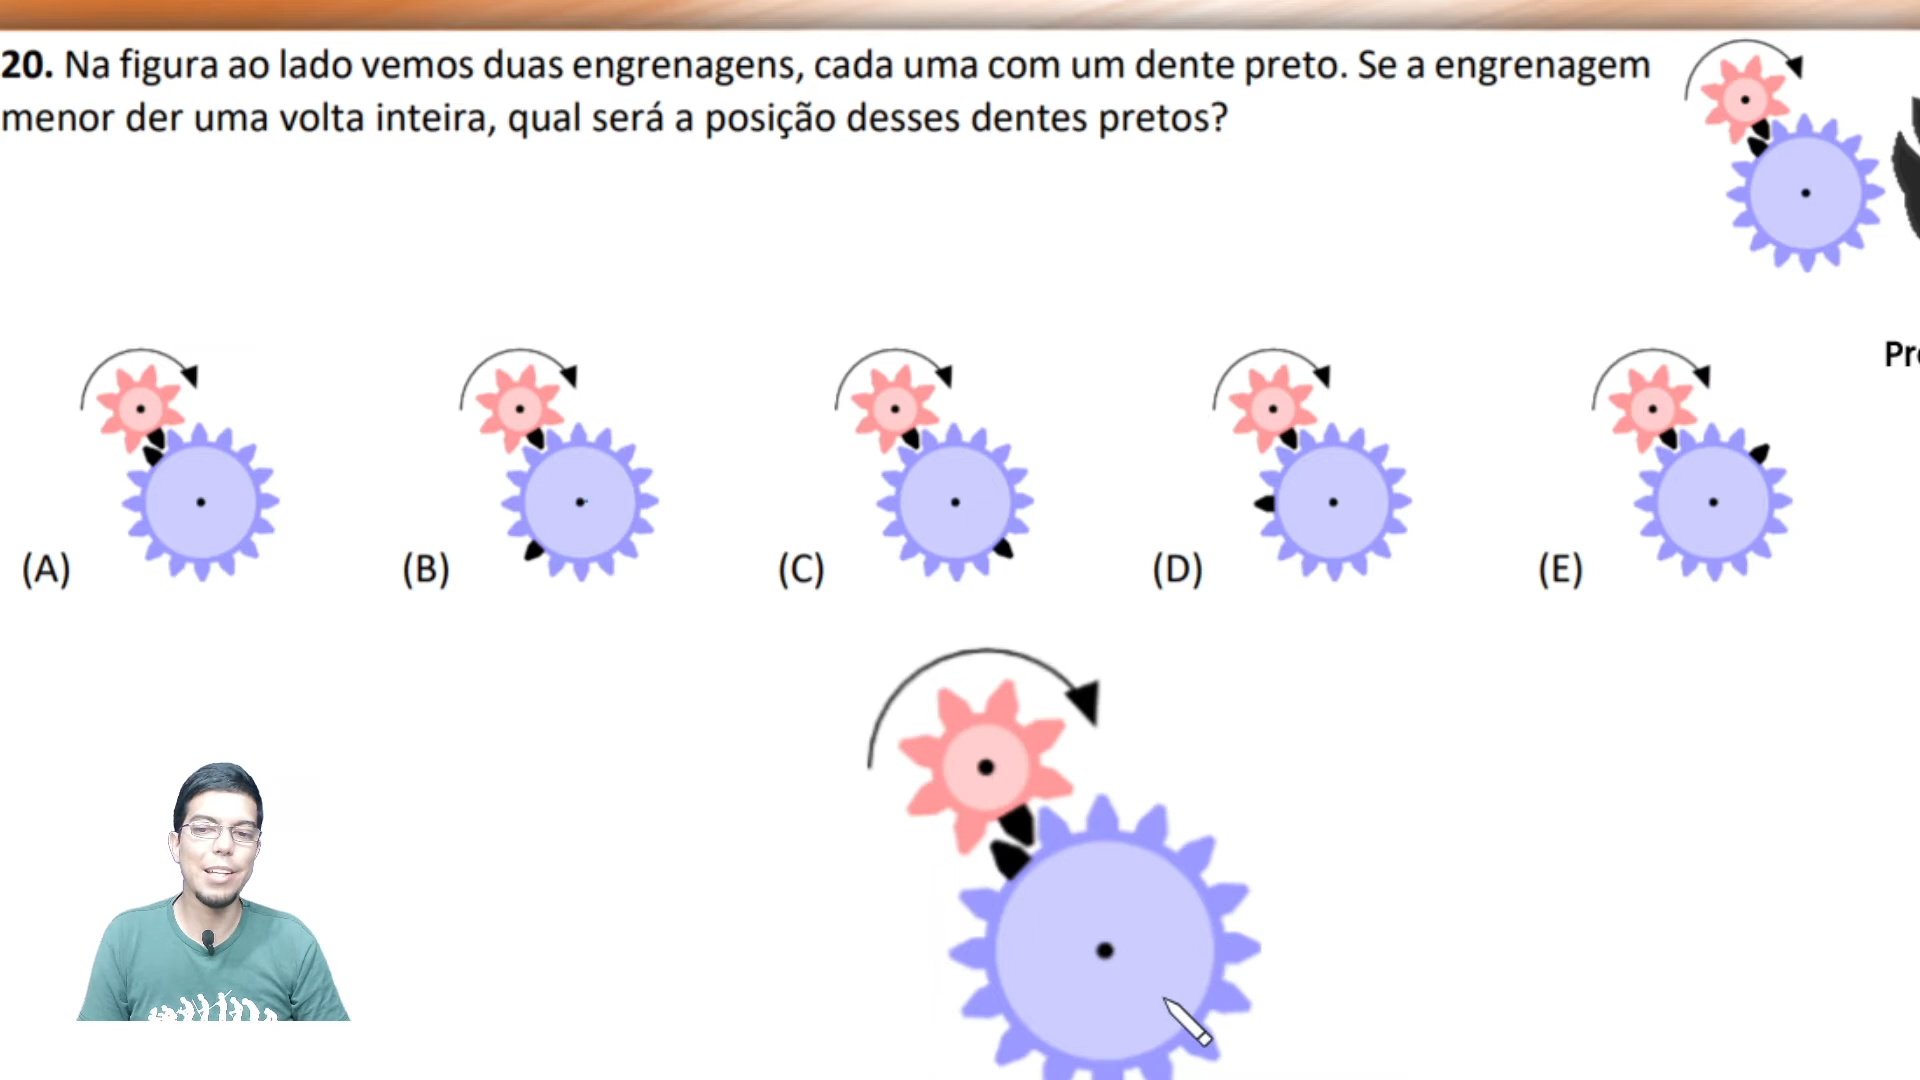 20. Na figura ao lado vemos duas engrenagens, cada uma com um dente preto. Se a engrenagem
menor der uma volta inteira, qual será a posição desses dentes pretos?
(A)
(B)
(C)
(D)
(E)